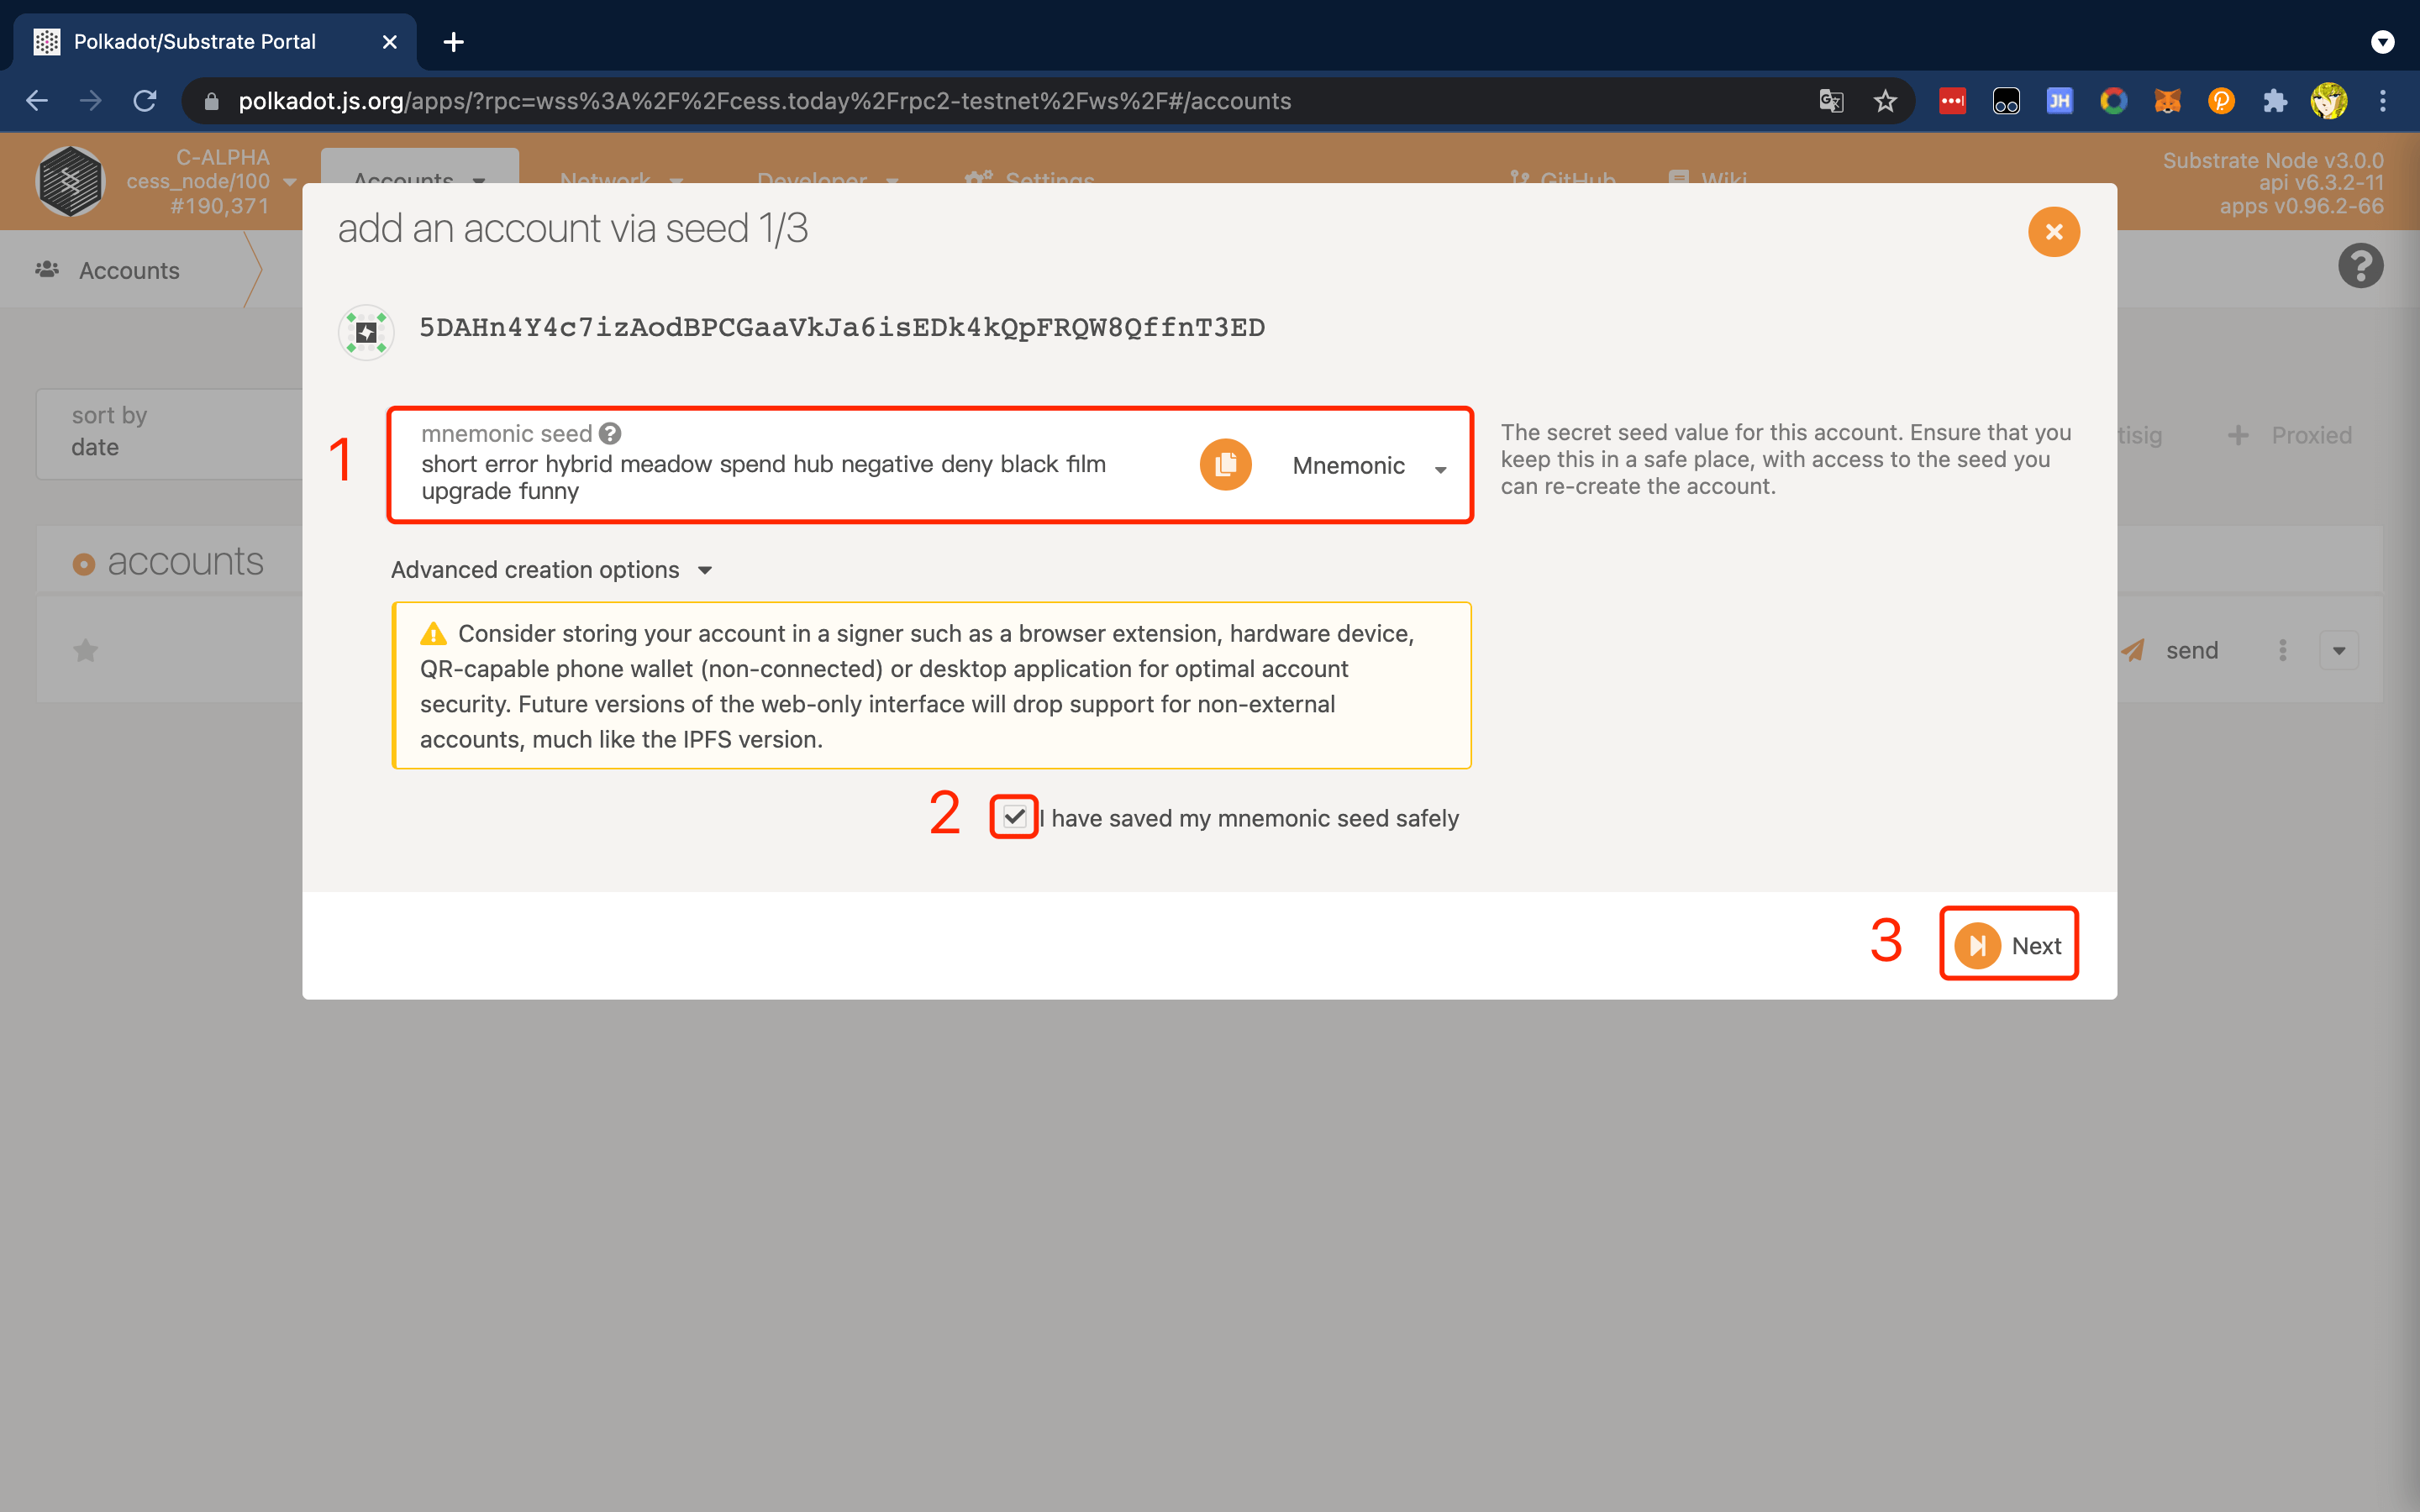 Polkadot/Substrate Portal
polkadot.js.org/apps/?rpc=wss%3A%2F%2Fcess.today%2Frpc2-testnet%2Fws%2F#/accounts
JH
C-ALPHA
cess_node/100
#190,371
Accounts
Network
Developer
Settings
GitHub
Wiki
Substrate Node v3.0.0
api v6.3.2-11
apps v0.96.2-66
Accounts
add an account via seed 1/3
5DAHn4Y4c7izAodBPCGaaVkJa6isEDk4kQpFRQW8QffnT3ED
sort by
date
1
mnemonic seed
short error hybrid meadow spend hub negative deny black film
upgrade funny
Mnemonic
The secret seed value for this account. Ensure that you
keep this in a safe place, with access to the seed you
can re-create the account.
tisig
Proxied
accounts
Advanced creation options
Consider storing your account in a signer such as a browser extension, hardware device,
QR-capable phone wallet (non-connected) or desktop application for optimal account
security. Future versions of the web-only interface will drop support for non-external
accounts, much like the IPFS version.
send
2
I have saved my mnemonic seed safely
3
Next